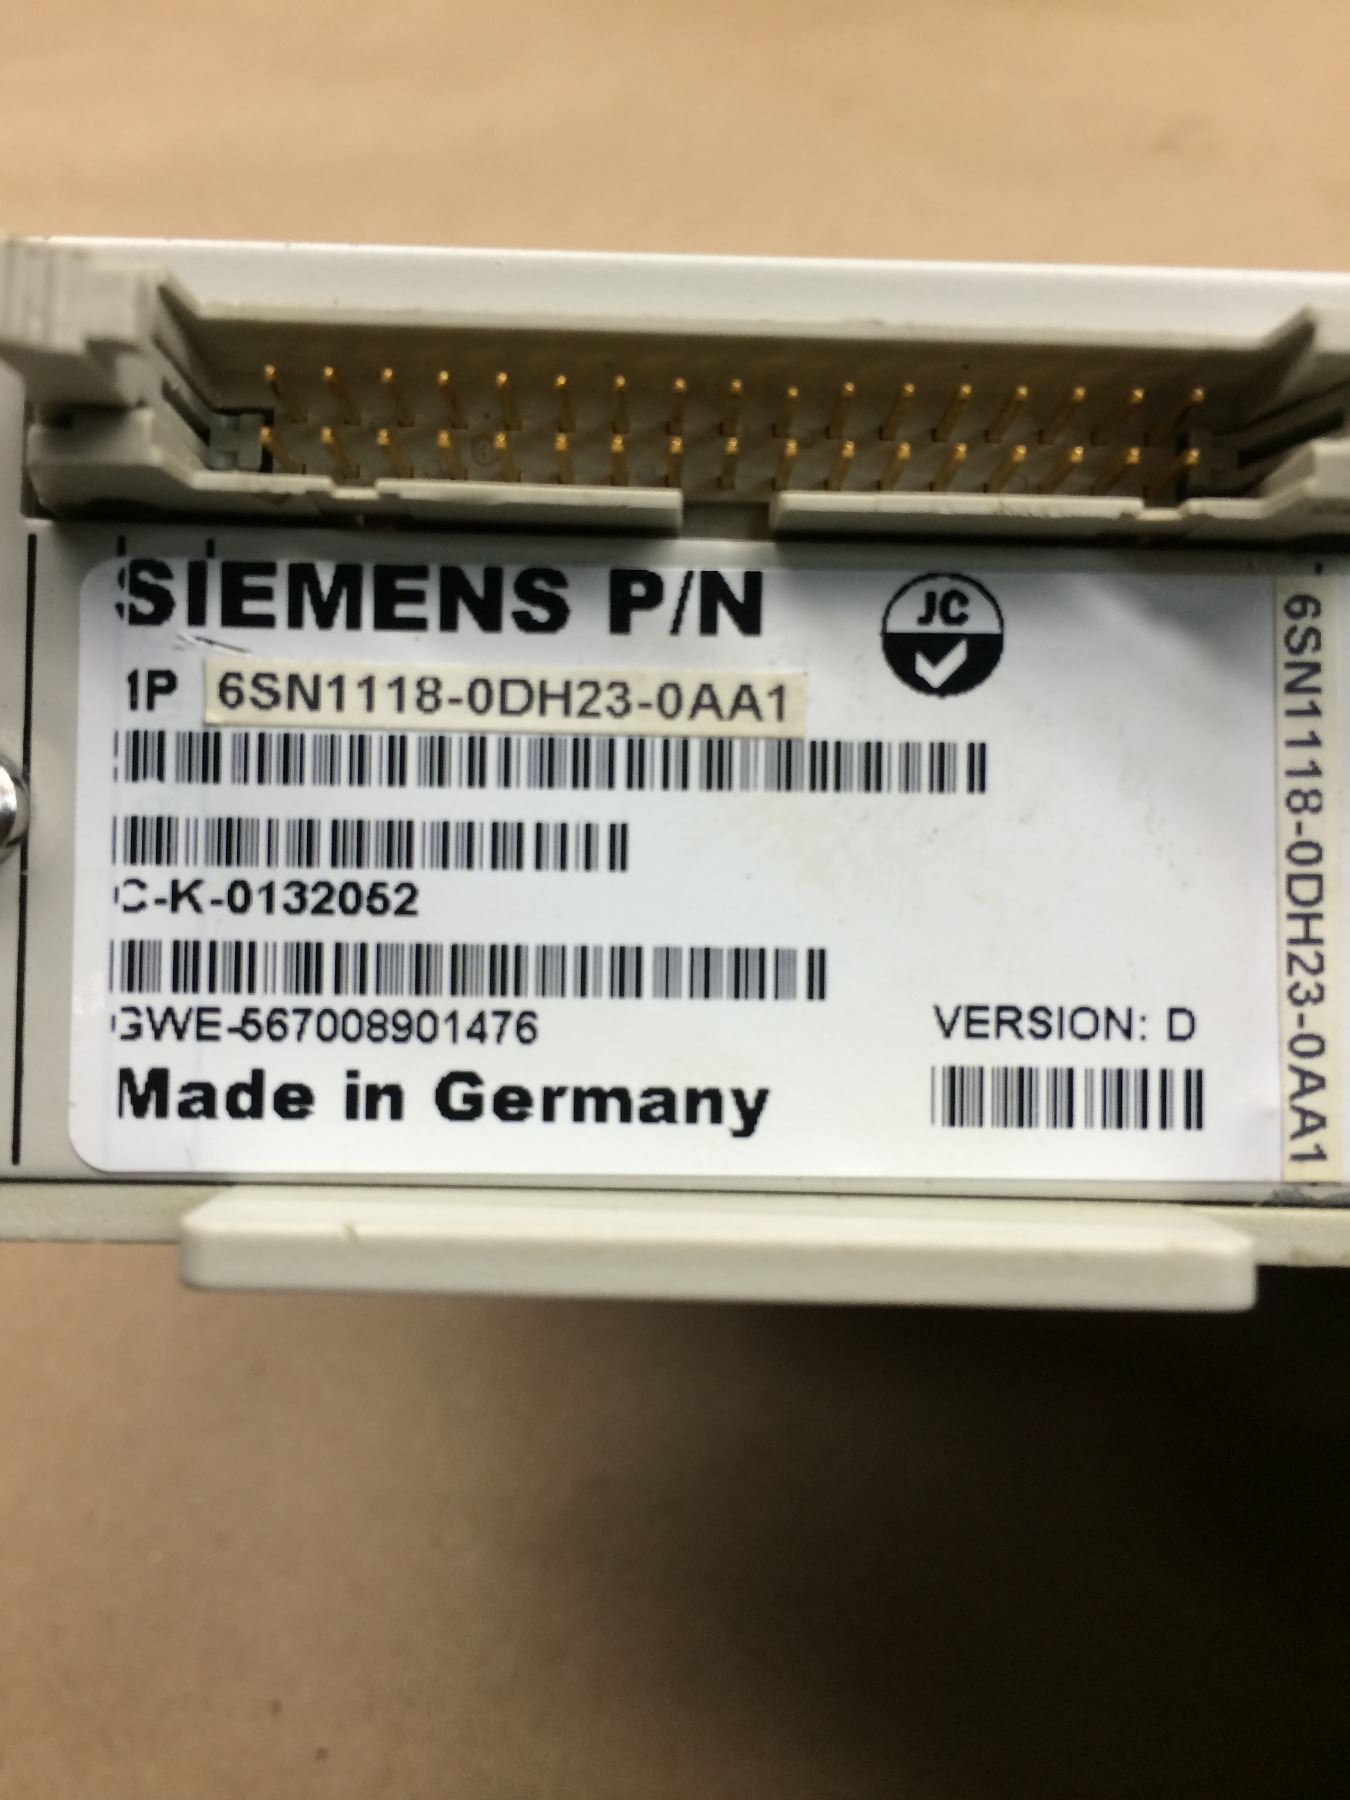 SIEMENS P/N
JC
1P 6SN1118-0DH23-0AA1
C-K-0132052
GWE-567008901476
VERSION: D
Made in Germany
6SN1118-0DH23-0AA1